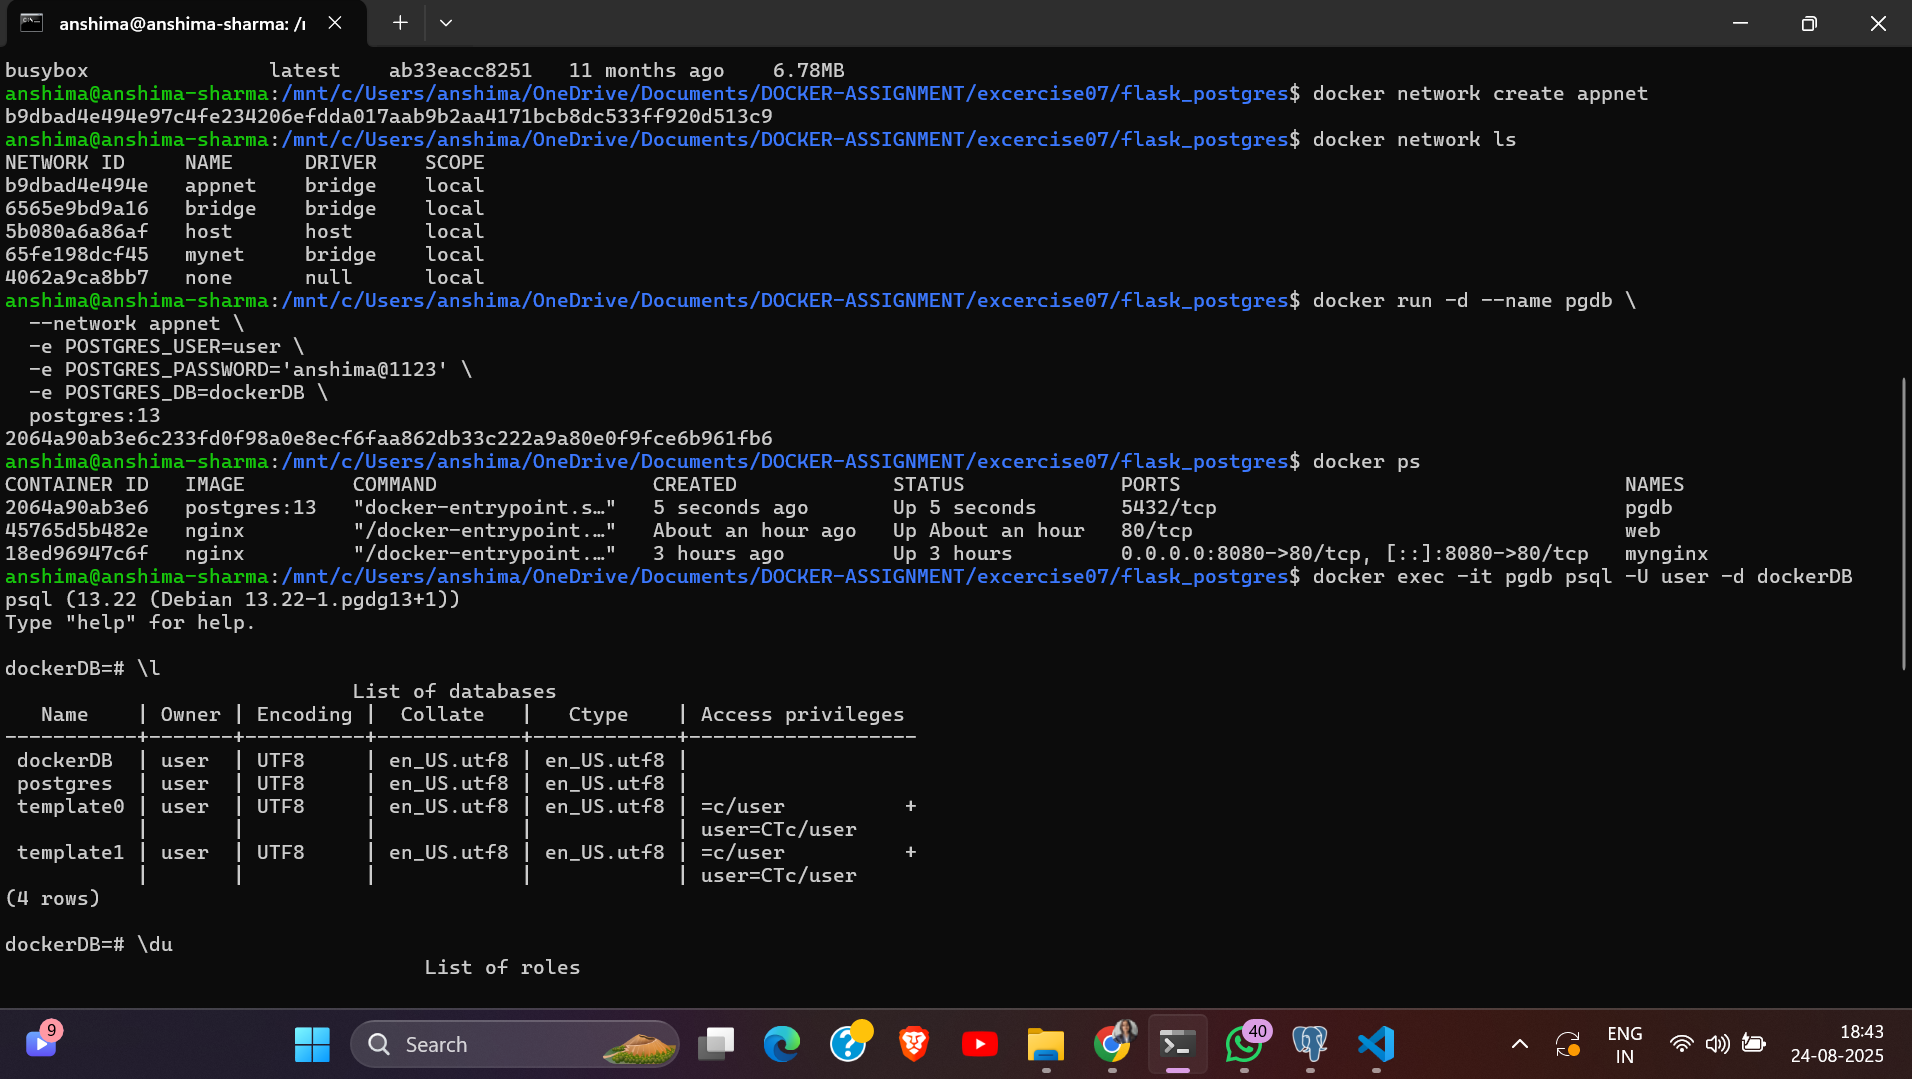 anshima@anshima-sharma: /r
busybox               latest    ab33eacc8251   11 months ago    6.78MB
anshima@anshima-sharma:/mnt/c/Users/anshima/OneDrive/Documents/DOCKER-ASSIGNMENT/excercise07/flask_postgres$ docker network create appnet
b9dbad4e494e97c4fe234206efdda017aab9b2aa4171bcb8dc533ff920d513c9
anshima@anshima-sharma:/mnt/c/Users/anshima/OneDrive/Documents/DOCKER-ASSIGNMENT/excercise07/flask_postgres$ docker network ls
NETWORK ID     NAME      DRIVER    SCOPE
b9dbad4e494e   appnet    bridge    local
6565e9bd9a16   bridge    bridge    local
5b080a6a86af   host      host      local
65fe198dcf45   mynet     bridge    local
4062a9ca8bb7   none      null      local
anshima@anshima-sharma:/mnt/c/Users/anshima/OneDrive/Documents/DOCKER-ASSIGNMENT/excercise07/flask_postgres$ docker run -d --name pgdb \
  --network appnet \
  -e POSTGRES_USER=user \
  -e POSTGRES_PASSWORD='anshima@1123' \
  -e POSTGRES_DB=dockerDB \
  postgres:13
2064a90ab3e6c233fd0f98a0e8ecf6faa862db33c222a9a80e0f9fce6b961fb6
anshima@anshima-sharma:/mnt/c/Users/anshima/OneDrive/Documents/DOCKER-ASSIGNMENT/excercise07/flask_postgres$ docker ps
CONTAINER ID   IMAGE         COMMAND                  CREATED             STATUS             PORTS                                     NAMES
2064a90ab3e6   postgres:13   "docker-entrypoint.s…"   5 seconds ago       Up 5 seconds       5432/tcp                                  pgdb
45765d5b482e   nginx         "/docker-entrypoint.…"   About an hour ago   Up About an hour   80/tcp                                    web
18ed96947c6f   nginx         "/docker-entrypoint.…"   3 hours ago         Up 3 hours         0.0.0.0:8080->80/tcp, [::]:8080->80/tcp   mynginx
anshima@anshima-sharma:/mnt/c/Users/anshima/OneDrive/Documents/DOCKER-ASSIGNMENT/excercise07/flask_postgres$ docker exec -it pgdb psql -U user -d dockerDB
psql (13.22 (Debian 13.22-1.pgdg13+1))
Type "help" for help.
dockerDB=# \l
                             List of databases
   Name    | Owner | Encoding |  Collate   |   Ctype    | Access privileges
-----------+-------+----------+------------+------------+-------------------
 dockerDB  | user  | UTF8     | en_US.utf8 | en_US.utf8 |
 postgres  | user  | UTF8     | en_US.utf8 | en_US.utf8 |
 template0 | user  | UTF8     | en_US.utf8 | en_US.utf8 | =c/user          +
           |       |          |            |            | user=CTc/user
 template1 | user  | UTF8     | en_US.utf8 | en_US.utf8 | =c/user          +
           |       |          |            |            | user=CTc/user
(4 rows)
dockerDB=# \du
                                   List of roles
9
Search
40
ENG
IN
18:43
24-08-2025